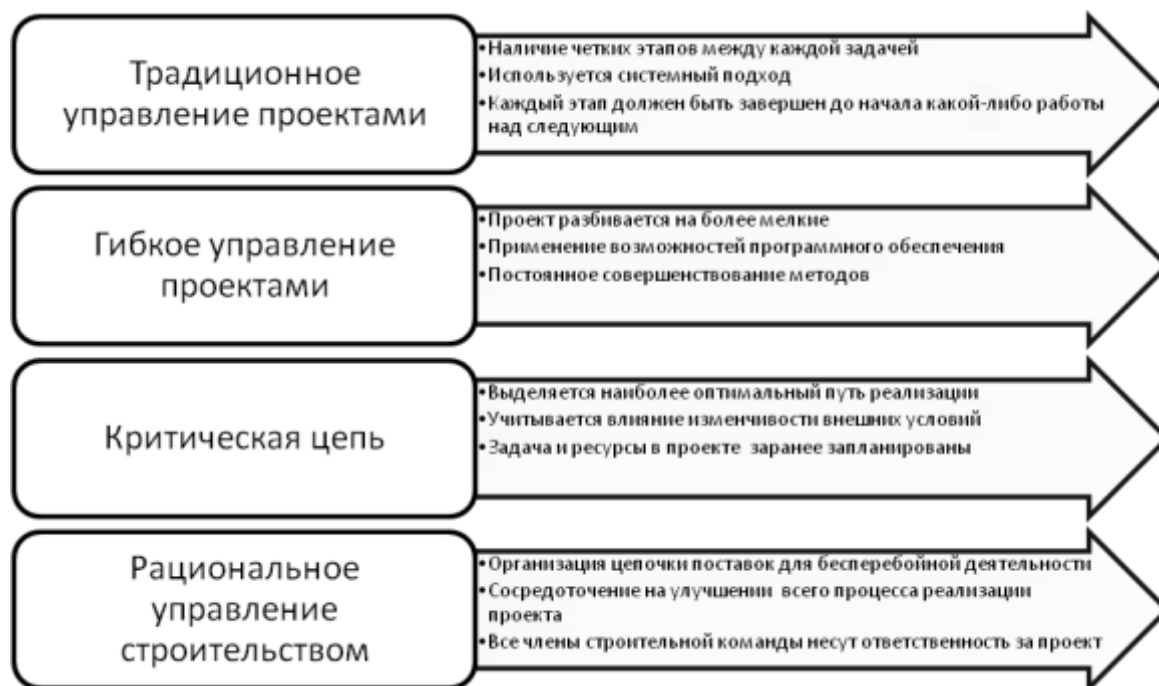 Традиционное
управление проектами
•Наличие четких этапов между каждой задачей
•Используется системный подход
•Каждый этап должен быть завершен до начала какой-либо работы
над следующим
Гибкое управление
проектами
•Проект разбивается на более мелкие
•Применение возможностей программного обеспечения
•Постоянное совершенствование методов
Критическая цепь
•Выделяется наиболее оптимальный путь реализации
•Учитывается влияние изменчивости внешних условий
•Задача и ресурсы в проекте заранее запланированы
Рациональное
управление
строительством
•Организация цепочки поставок для бесперебойной деятельности
•Сосредоточение на улучшении всего процесса реализации
проекта
•Все члены строительной команды несут ответственность за проект